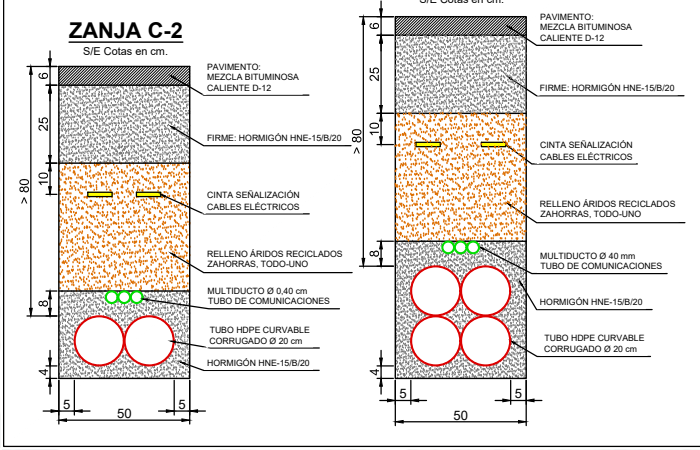 ZANJA C-2
S/E Cotas en cm.
PAVIMENTO:
MEZCLA BITUMINOSA
CALIENTE D-12
FIRME: HORMIGÓN HNE-15/B/20
CINTA SEÑALIZACIÓN
CABLES ELÉCTRICOS
RELLENO ÁRIDOS RECICLADOS
ZAHORRAS, TODO-UNO
MULTIDUCTO Ø 0,40 cm
TUBO DE COMUNICACIONES
TUBO HDPE CURVABLE
CORRUGADO Ø 20 cm
HORMIGÓN HNE-15/B/20
6
25
10
> 80
8
4
5
5
50
S/E Cotas en cm.
PAVIMENTO:
MEZCLA BITUMINOSA
CALIENTE D-12
FIRME: HORMIGÓN HNE-15/B/20
CINTA SEÑALIZACIÓN
CABLES ELÉCTRICOS
RELLENO ÁRIDOS RECICLADOS
ZAHORRAS, TODO-UNO
MULTIDUCTO Ø 40 mm
TUBO DE COMUNICACIONES
HORMIGÓN HNE-15/B/20
TUBO HDPE CURVABLE
CORRUGADO Ø 20 cm
6
25
10
> 80
8
4
5
5
50